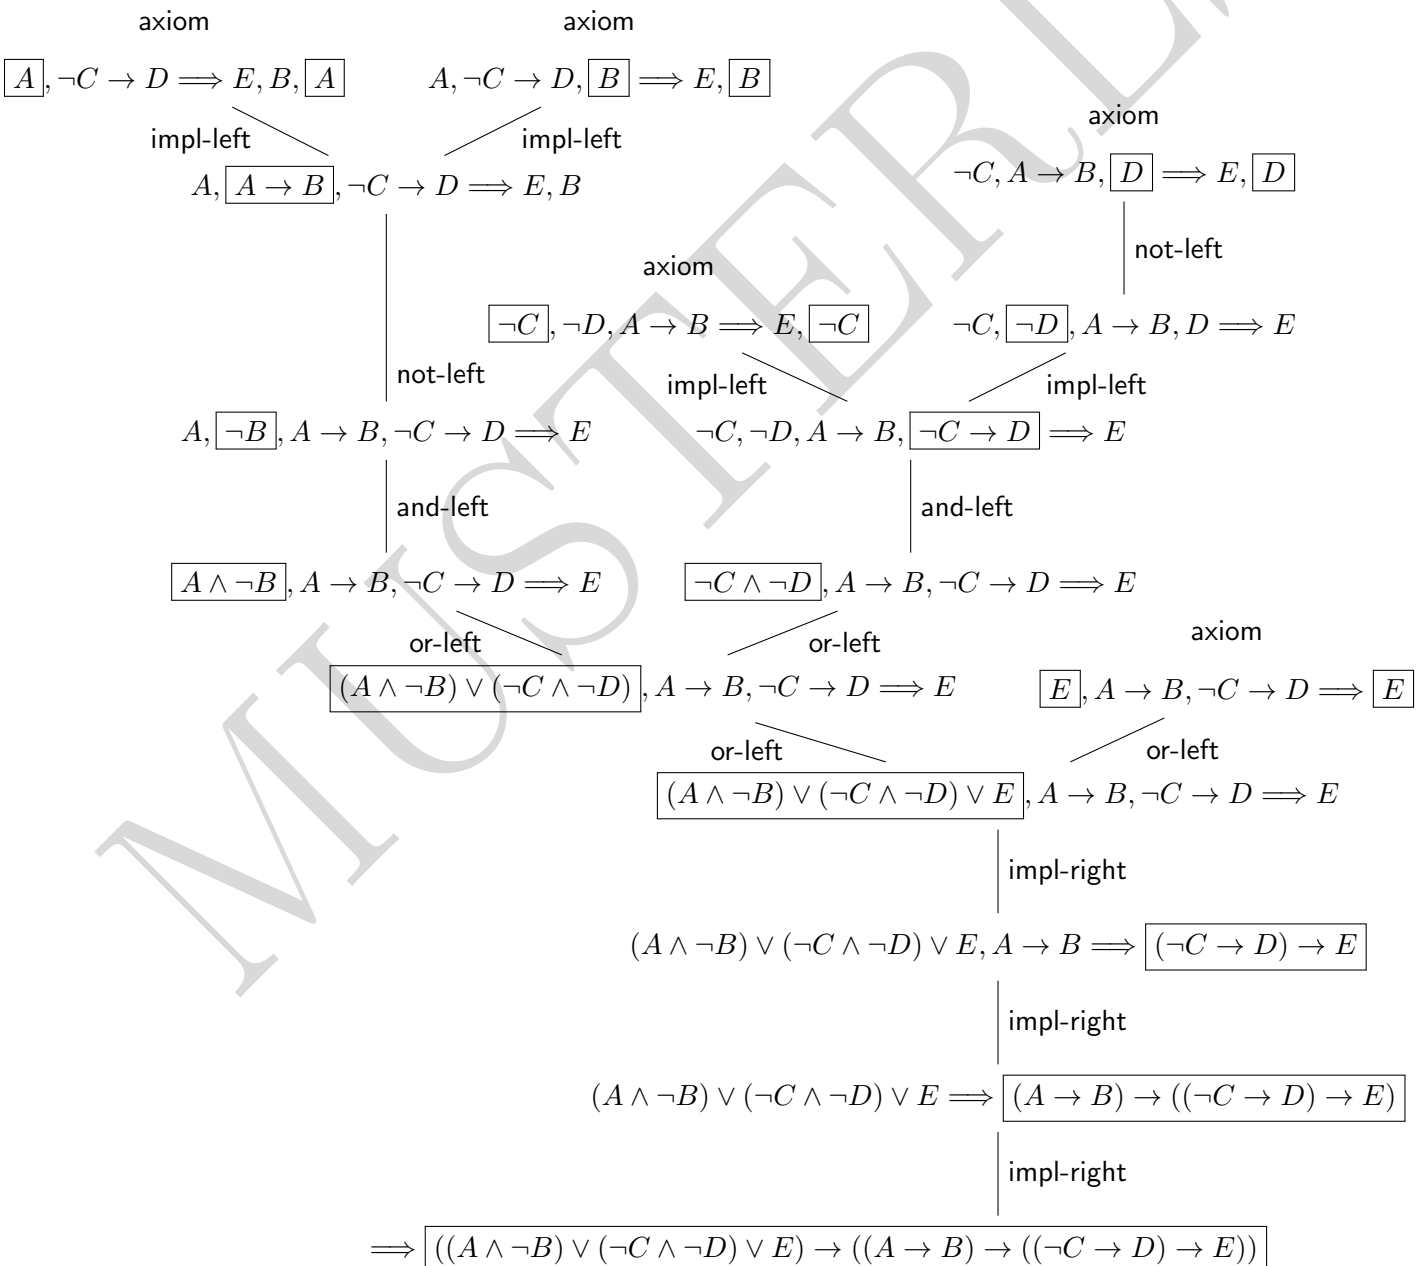 axiom axiom
A, ¬C → D ⟹ E, B, A A, ¬C → D, B ⟹ E, B
axiom
impl-left impl-left
¬C, A → B, D ⟹ E, D
A, A → B, ¬C → D ⟹ E, B
not-left
axiom
¬C, ¬D, A → B ⟹ E, ¬C ¬C, ¬D, A → B, D ⟹ E
not-left impl-left impl-left
A, ¬B, A → B, ¬C → D ⟹ E ¬C, ¬D, A → B, ¬C → D ⟹ E
and-left and-left
A ∧ ¬B, A → B, ¬C → D ⟹ E ¬C ∧ ¬D, A → B, ¬C → D ⟹ E
axiom
or-left or-left
(A ∧ ¬B) ∨ (¬C ∧ ¬D), A → B, ¬C → D ⟹ E E, A → B, ¬C → D ⟹ E
or-left or-left
(A ∧ ¬B) ∨ (¬C ∧ ¬D) ∨ E, A → B, ¬C → D ⟹ E
impl-right
(A ∧ ¬B) ∨ (¬C ∧ ¬D) ∨ E, A → B ⟹ (¬C → D) → E
impl-right
(A ∧ ¬B) ∨ (¬C ∧ ¬D) ∨ E ⟹ (A → B) → ((¬C → D) → E)
impl-right
⟹ ((A ∧ ¬B) ∨ (¬C ∧ ¬D) ∨ E) → ((A → B) → ((¬C → D) → E))